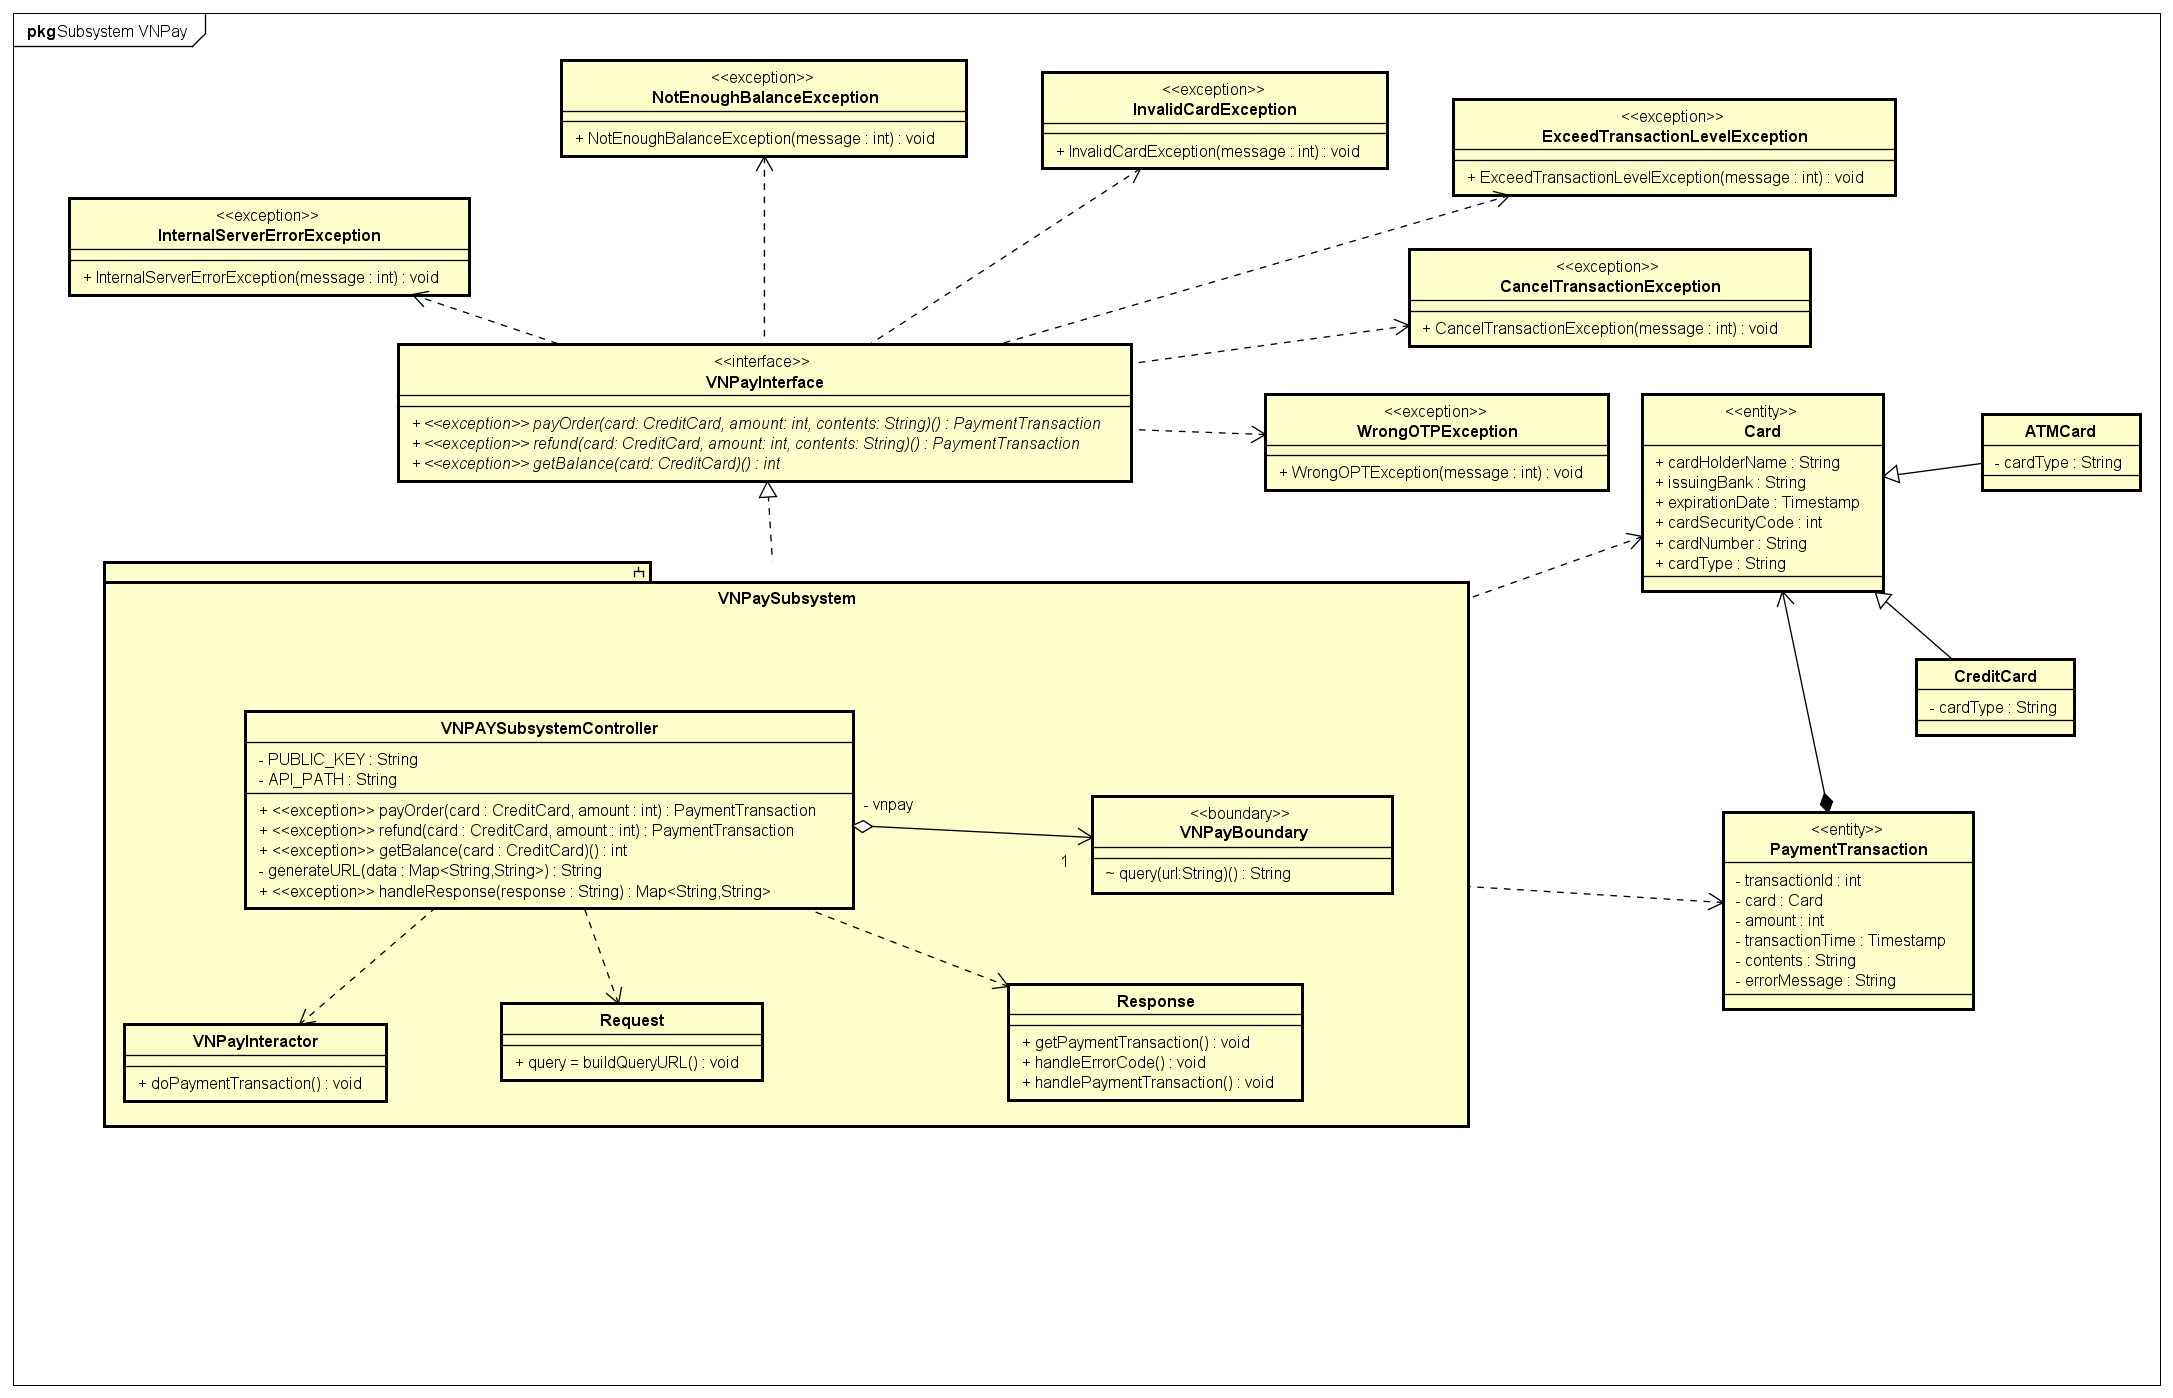 pkg Subsystem VNPay
<<exception>>
NotEnoughBalanceException
+ NotEnoughBalanceException(message : int) : void
<<exception>>
InvalidCardException
+ InvalidCardException(message : int) : void
<<exception>>
ExceedTransactionLevelException
+ ExceedTransactionLevelException(message : int) : void
<<exception>>
InternalServerErrorException
+ InternalServerErrorException(message : int) : void
<<exception>>
CancelTransactionException
+ CancelTransactionException(message : int) : void
<<interface>>
VNPayInterface
+ <<exception>> payOrder(card: CreditCard, amount: int, contents: String)() : PaymentTransaction
+ <<exception>> refund(card: CreditCard, amount: int, contents: String)() : PaymentTransaction
+ <<exception>> getBalance(card: CreditCard)() : int
<<exception>>
WrongOTPException
+ WrongOPTException(message : int) : void
<<entity>>
Card
+ cardHolderName : String
+ issuingBank : String
+ expirationDate : Timestamp
+ cardSecurityCode : int
+ cardNumber : String
+ cardType : String
ATMCard
- cardType : String
VNPaySubsystem
CreditCard
- cardType : String
VNPAYSubsystemController
- PUBLIC_KEY : String
- API_PATH : String
+ <<exception>> payOrder(card : CreditCard, amount : int) : PaymentTransaction
+ <<exception>> refund(card : CreditCard, amount : int) : PaymentTransaction
+ <<exception>> getBalance(card : CreditCard)() : int
- generateURL(data : Map<String,String>) : String
+ <<exception>> handleResponse(response : String) : Map<String,String>
- vnpay
1
<<boundary>>
VNPayBoundary
~ query(url:String)() : String
<<entity>>
PaymentTransaction
- transactionId : int
- card : Card
- amount : int
- transactionTime : Timestamp
- contents : String
- errorMessage : String
VNPayInteractor
+ doPaymentTransaction() : void
Request
+ query = buildQueryURL() : void
Response
+ getPaymentTransaction() : void
+ handleErrorCode() : void
+ handlePaymentTransaction() : void